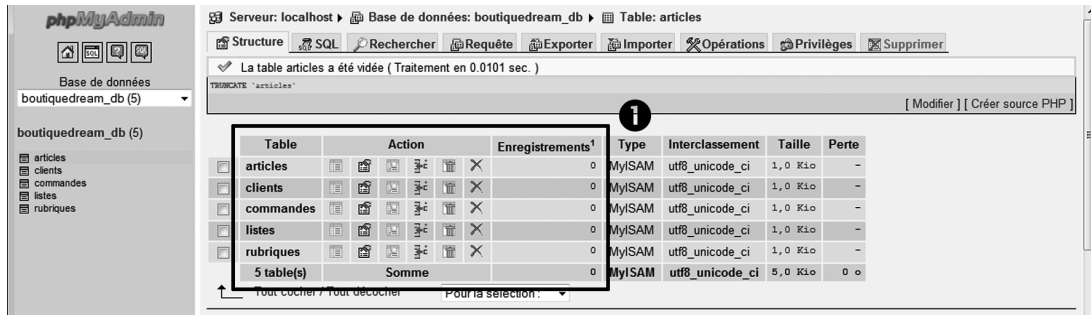 phpMyAdmin
Serveur: localhost ▸ Base de données: boutiquedream_db ▸ Table: articles
Structure SQL Rechercher Requête Exporter Importer Opérations Privilèges Supprimer
SQL
Base de données
boutiquedream_db (5)
boutiquedream_db (5)
articles
clients
commandes
listes
rubriques
La table articles a été vidée ( Traitement en 0.0101 sec. )
TRUNCATE `articles`
[ Modifier ] [ Créer source PHP ]
1
Table Action Enregistrements1 Type Interclassement Taille Perte
articles 0 MyISAM utf8_unicode_ci 1,0 Kio -
clients 0 MyISAM utf8_unicode_ci 1,0 Kio -
commandes 0 MyISAM utf8_unicode_ci 1,0 Kio -
listes 0 MyISAM utf8_unicode_ci 1,0 Kio -
rubriques 0 MyISAM utf8_unicode_ci 1,0 Kio -
5 table(s) Somme 0 MyISAM utf8_unicode_ci 5,0 Kio 0 o
Tout cocher / Tout décocher Pour la sélection :